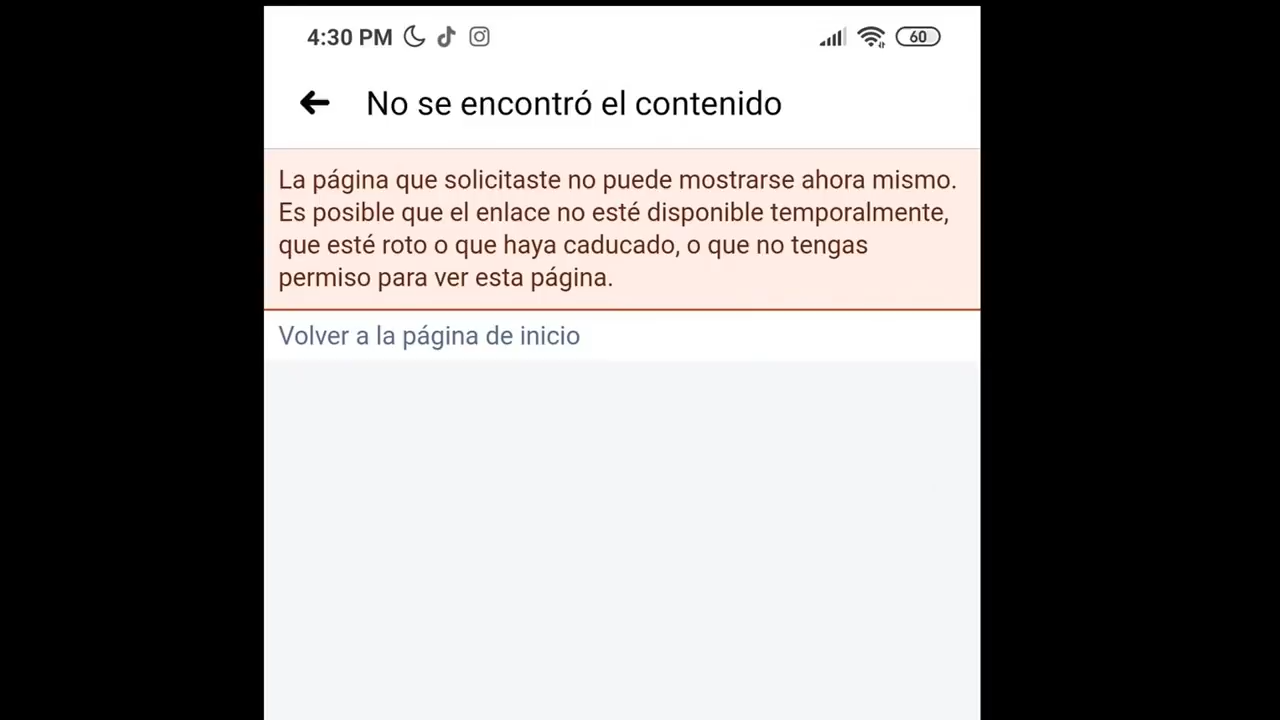 4:30 PM 60
No se encontró el contenido
La página que solicitaste no puede mostrarse ahora mismo.
Es posible que el enlace no esté disponible temporalmente,
que esté roto o que haya caducado, o que no tengas
permiso para ver esta página.
Volver a la página de inicio